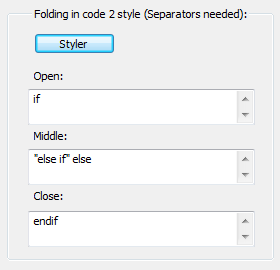 Folding in code 2 style (Separators needed):
Styler
Open:
if
Middle:
"else if" else
Close:
endif